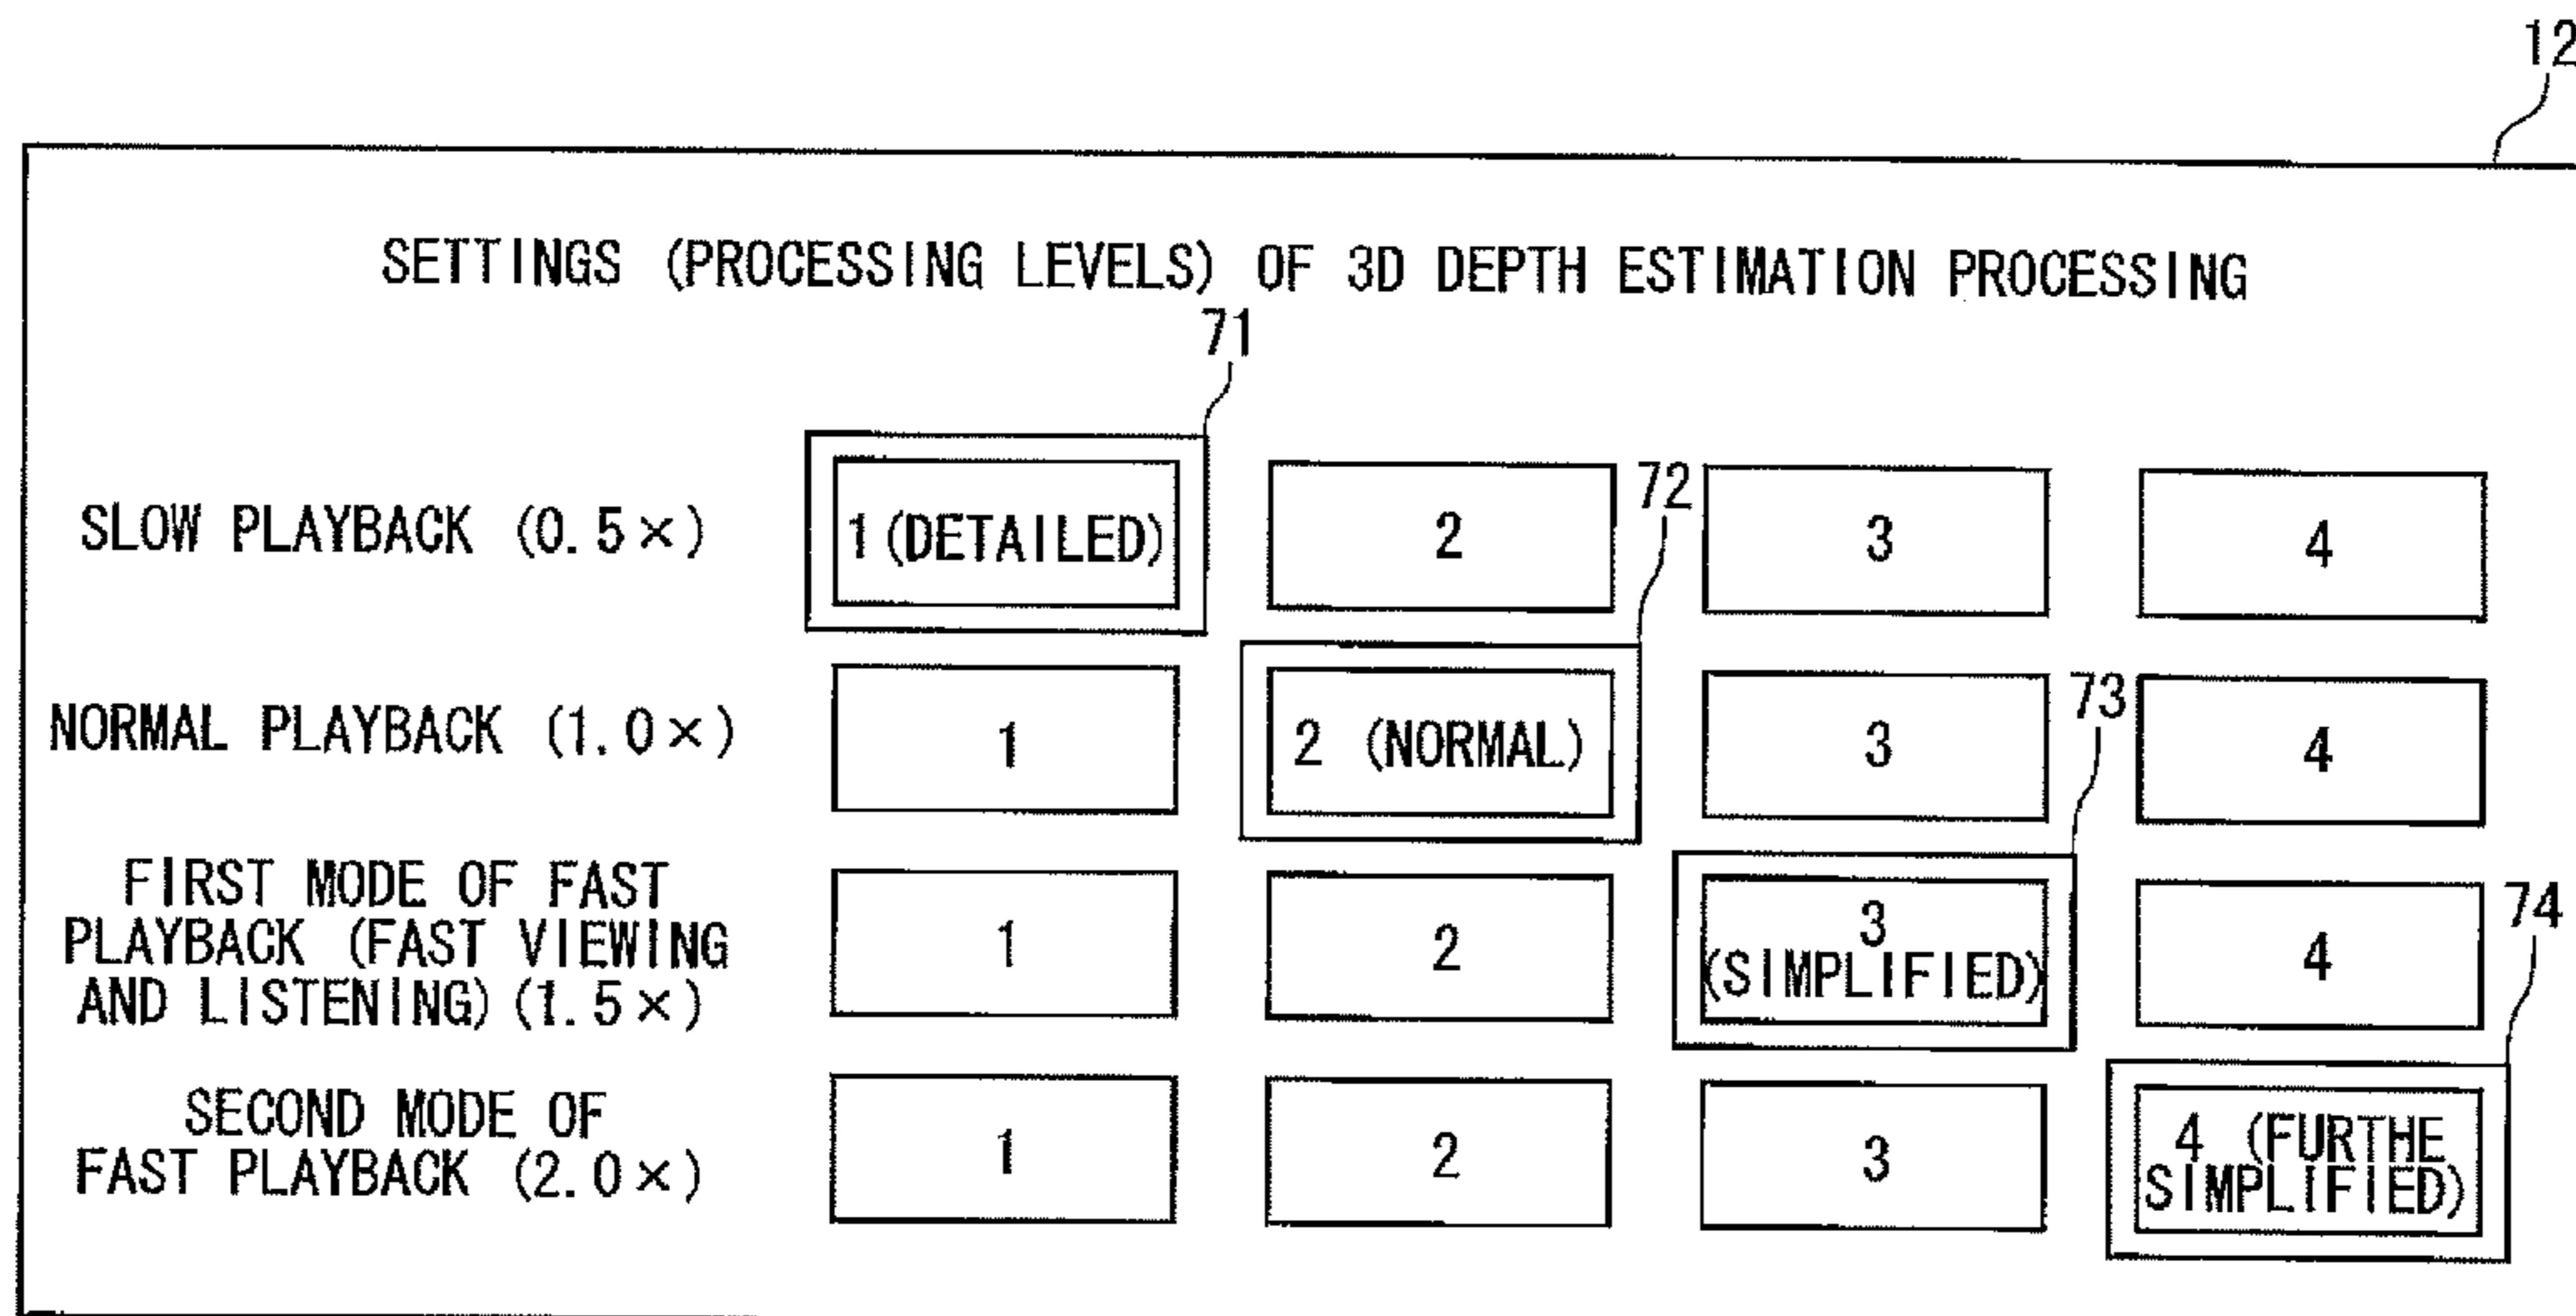 12
SETTINGS (PROCESSING LEVELS) OF 3D DEPTH ESTIMATION PROCESSING
71
SLOW PLAYBACK (0.5×)
1 (DETAILED)
2
72
3
4
NORMAL PLAYBACK (1.0×)
1
2 (NORMAL)
3
73
4
FIRST MODE OF FAST
PLAYBACK (FAST VIEWING
AND LISTENING) (1.5×)
1
2
3
(SIMPLIFIED)
4
74
SECOND MODE OF
FAST PLAYBACK (2.0×)
1
2
3
4 (FURTHE
SIMPLIFIED)